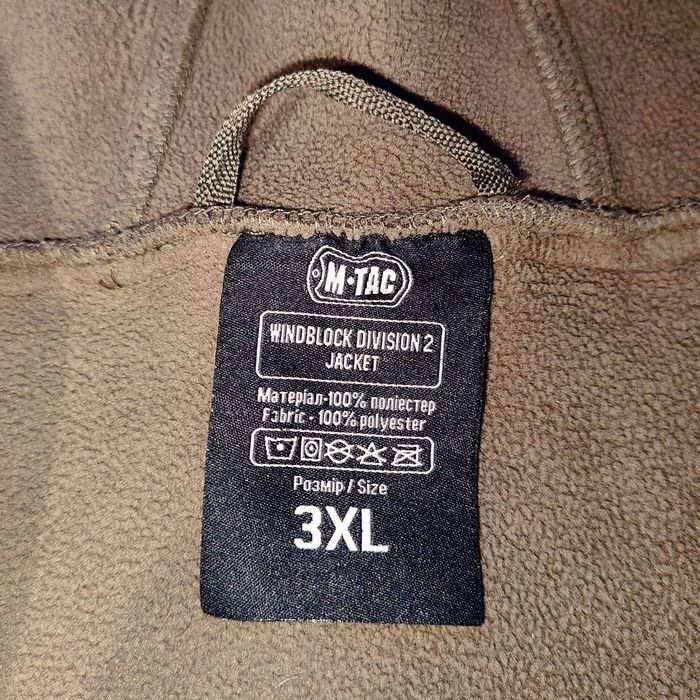 M·TAC
WINDBLOCK DIVISION 2
JACKET
Матеріал-100% поліестер
Fabric - 100% polyester
Розмір / Size
3XL